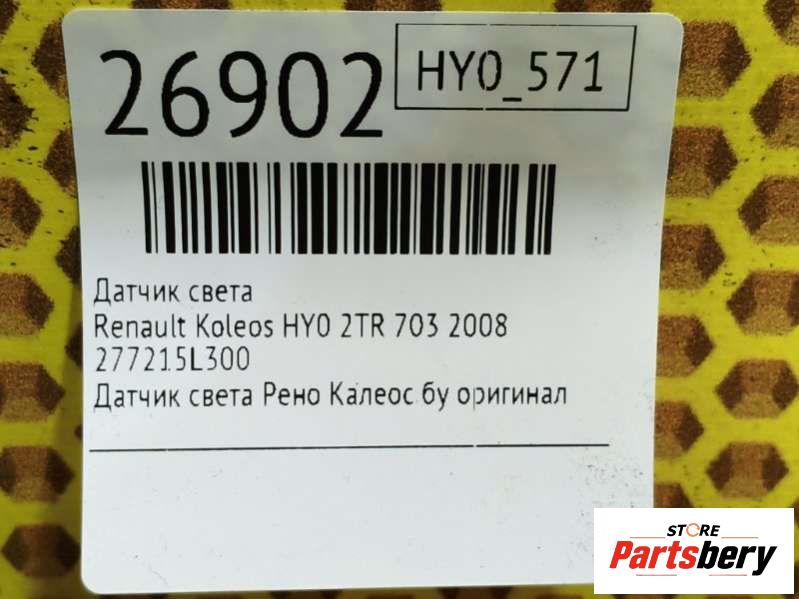 26902
HY0_571
Датчик света
Renault Koleos HY0 2TR 703 2008
277215L300
Датчик света Рено Калеос бу оригинал
STORE
Partsbery